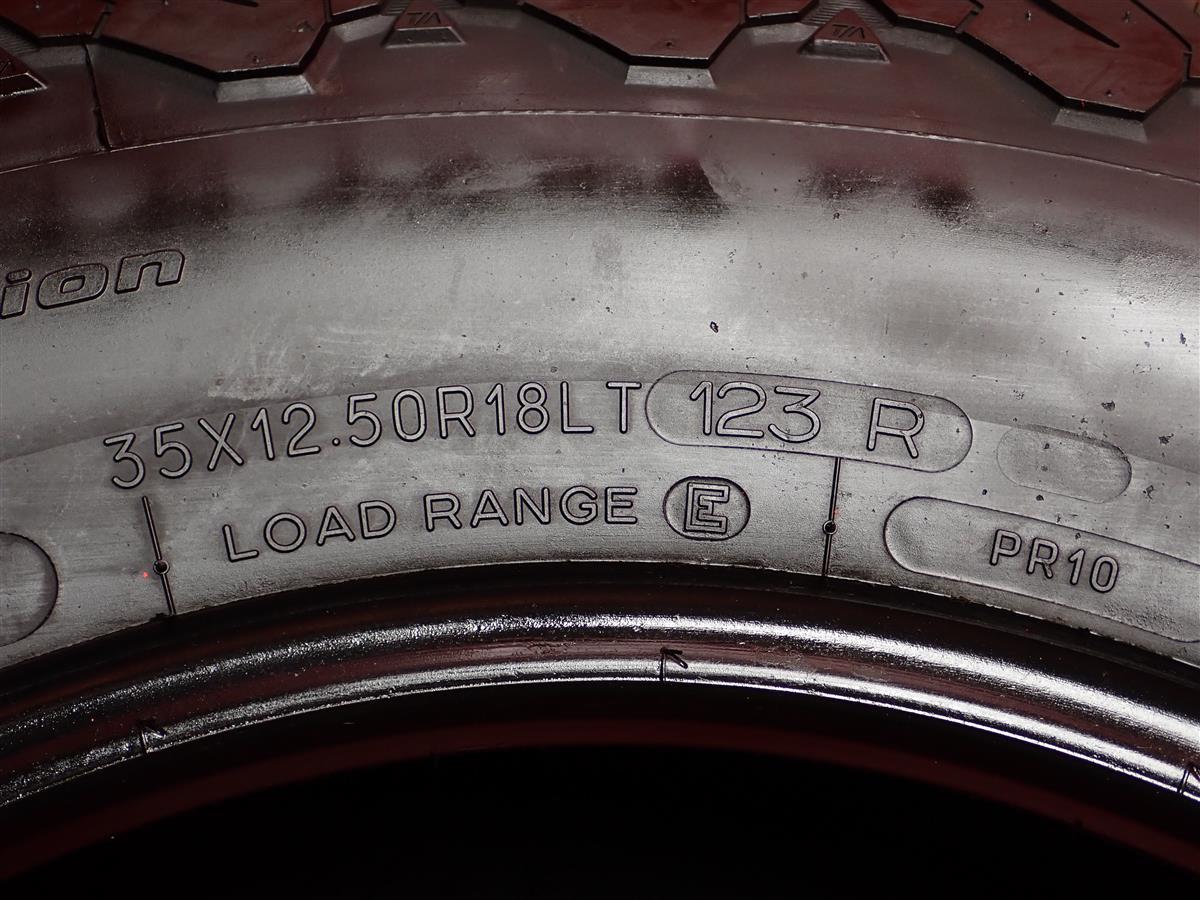 T/A T/A
ion
35X12.50R18LT 123 R
LOAD RANGE E
PR10